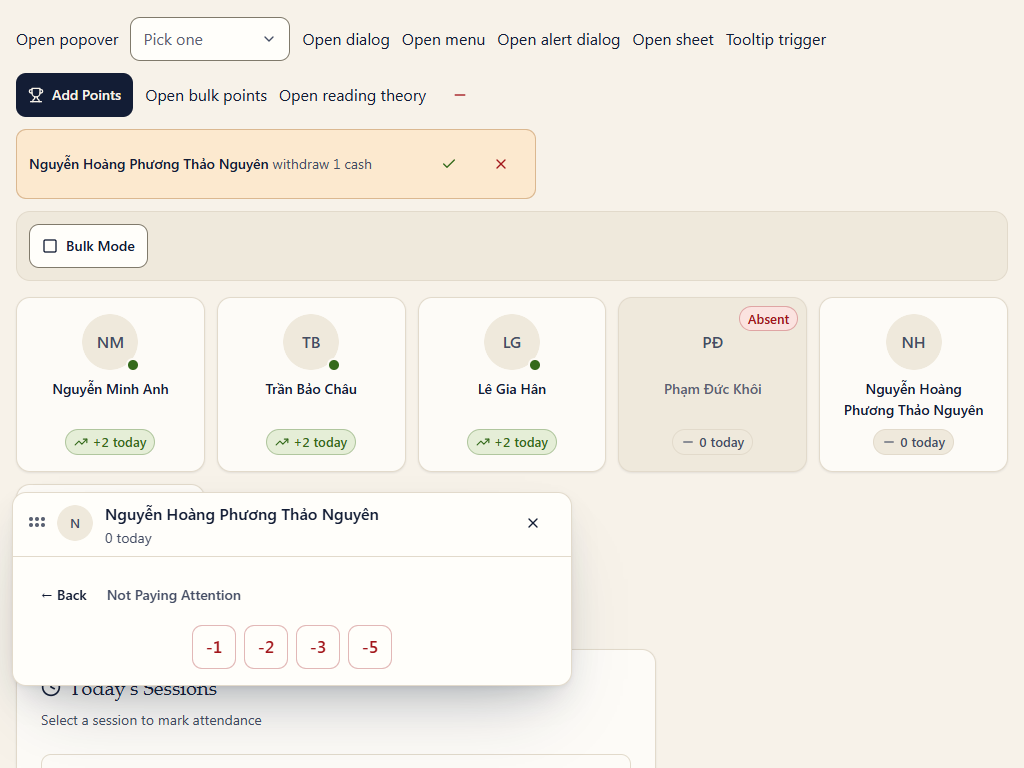 Open popover Pick one Open dialog Open menu Open alert dialog Open sheet Tooltip trigger
Add Points Open bulk points Open reading theory
Nguyễn Hoàng Phương Thảo Nguyên withdraw 1 cash
Bulk Mode
NM
Nguyễn Minh Anh
+2 today
TB
Trần Bảo Châu
+2 today
LG
Lê Gia Hân
+2 today
Absent
PĐ
Phạm Đức Khôi
0 today
NH
Nguyễn Hoàng
Phương Thảo Nguyên
0 today
N
Nguyễn Hoàng Phương Thảo Nguyên
0 today
← Back Not Paying Attention
-1 -2 -3 -5
Today's Sessions
Select a session to mark attendance